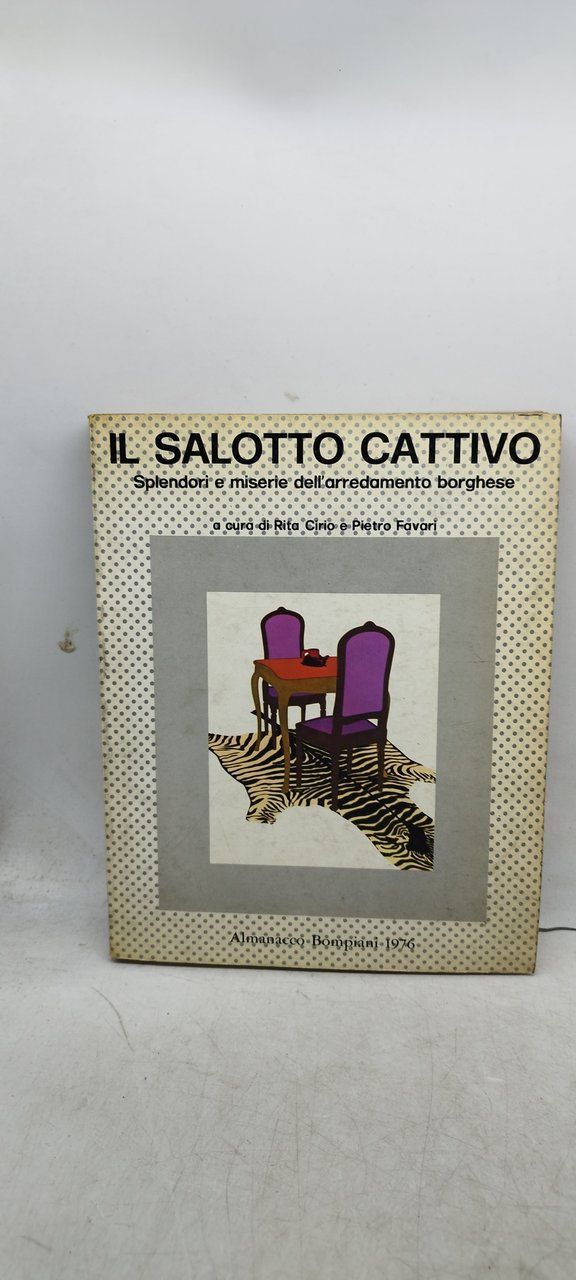 IL SALOTTO CATTIVO
Splendori e miserie dell'arredamento borghese
a cura di Rita Cirio e Pietro Favari
Almanacco Bompiani 1976